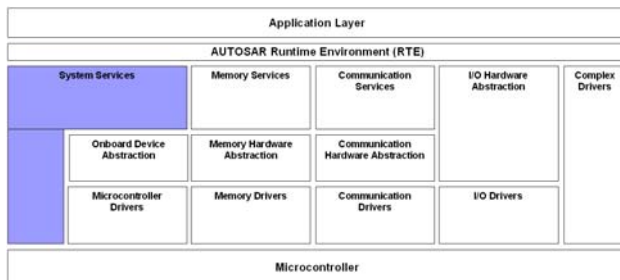 Application Layer
AUTOSAR Runtime Environment (RTE)
System Services
Memory Services
Communication
Services
I/O Hardware
Abstraction
Complex
Drivers
Onboard Device
Abstraction
Memory Hardware
Abstraction
Communication
Hardware Abstraction
Microcontroller
Drivers
Memory Drivers
Communication
Drivers
I/O Drivers
Microcontroller